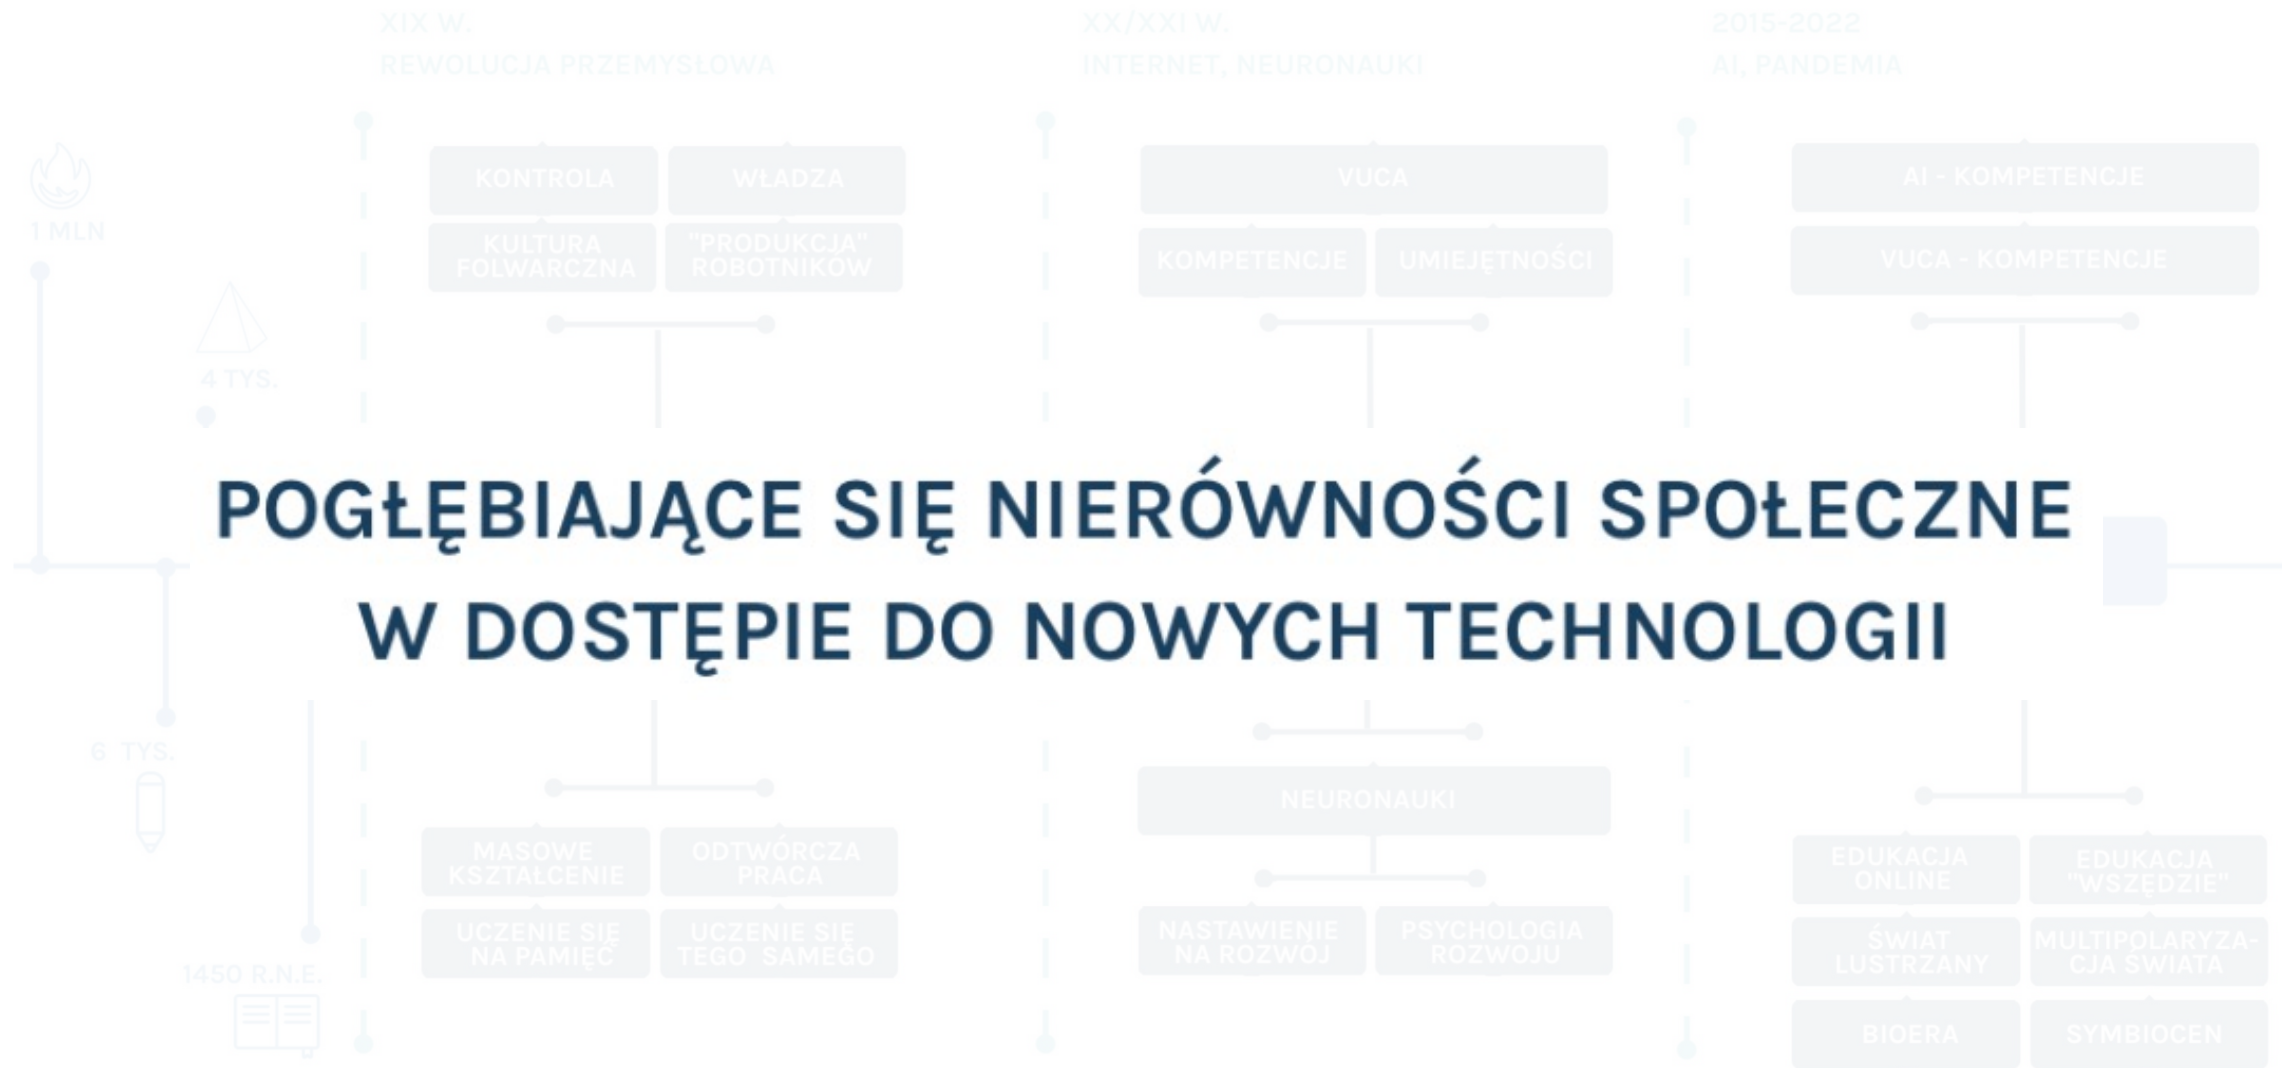 XIX W.
REWOLUCJA PRZEMYSŁOWA
XX/XXI W.
INTERNET, NEURONAUKI
2015-2022
AI, PANDEMIA
1 MLN
4 TYS.
KONTROLA
WŁADZA
KULTURA
FOLWARCZNA
"PRODUKCJA"
ROBOTNIKÓW
VUCA
KOMPETENCJE
UMIEJĘTNOŚCI
AI - KOMPETENCJE
VUCA - KOMPETENCJE
POGŁĘBIAJĄCE SIĘ NIERÓWNOŚCI SPOŁECZNE
W DOSTĘPIE DO NOWYCH TECHNOLOGII
6 TYS.
1450 R.N.E.
MASOWE
KSZTAŁCENIE
ODTWÓRCZA
PRACA
UCZENIE SIĘ
NA PAMIĘĆ
UCZENIE SIĘ
TEGO SAMEGO
NEURONAUKI
NASTAWIENIE
NA ROZWÓJ
PSYCHOLOGIA
ROZWOJU
EDUKACJA
ONLINE
EDUKACJA
"WSZĘDZIE"
ŚWIAT
LUSTRZANY
MULTIPOLARYZA-
CJA ŚWIATA
BIOERA
SYMBIOCEN